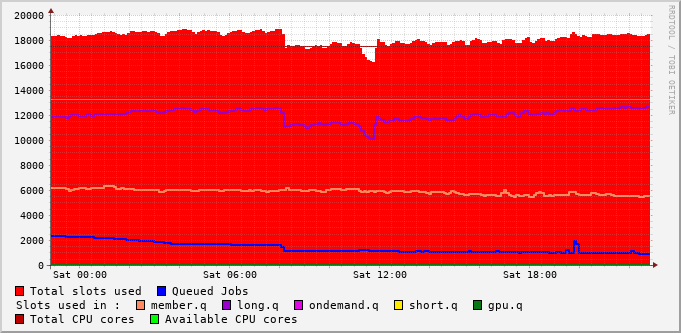 20000
18000
16000
14000
12000
10000
8000
6000
4000
2000
0
Sat 00:00 Sat 06:00 Sat 12:00 Sat 18:00
RRDTOOL / TOBI OETIKER
Total slots used Queued Jobs
Slots used in : member.q long.q ondemand.q short.q gpu.q
Total CPU cores Available CPU cores